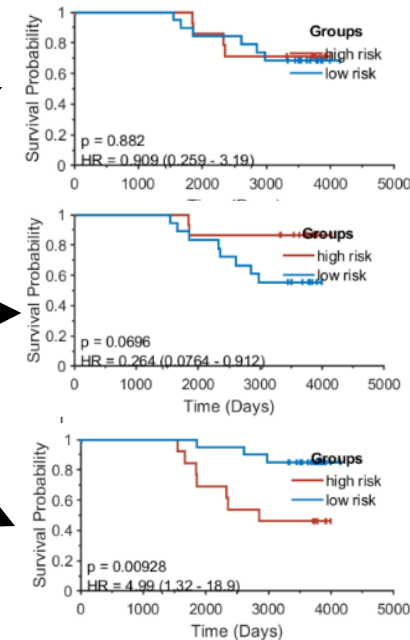 Survival Probability
1
0.8
0.6
0.4
0.2
0
Groups
high risk
low risk
p = 0.882
HR = 0.909 (0.259 - 3.19)
0 1000 2000 3000 4000 5000
Time (Days)
Survival Probability
1
0.8
0.6
0.4
0.2
0
Groups
high risk
low risk
p = 0.0696
HR = 0.264 (0.0764 - 0.912)
0 1000 2000 3000 4000 5000
Time (Days)
Survival Probability
1
0.8
0.6
0.4
0.2
0
Groups
high risk
low risk
p = 0.00928
HR = 4.99 (1.32 - 18.9)
0 1000 2000 3000 4000 5000
Time (Days)